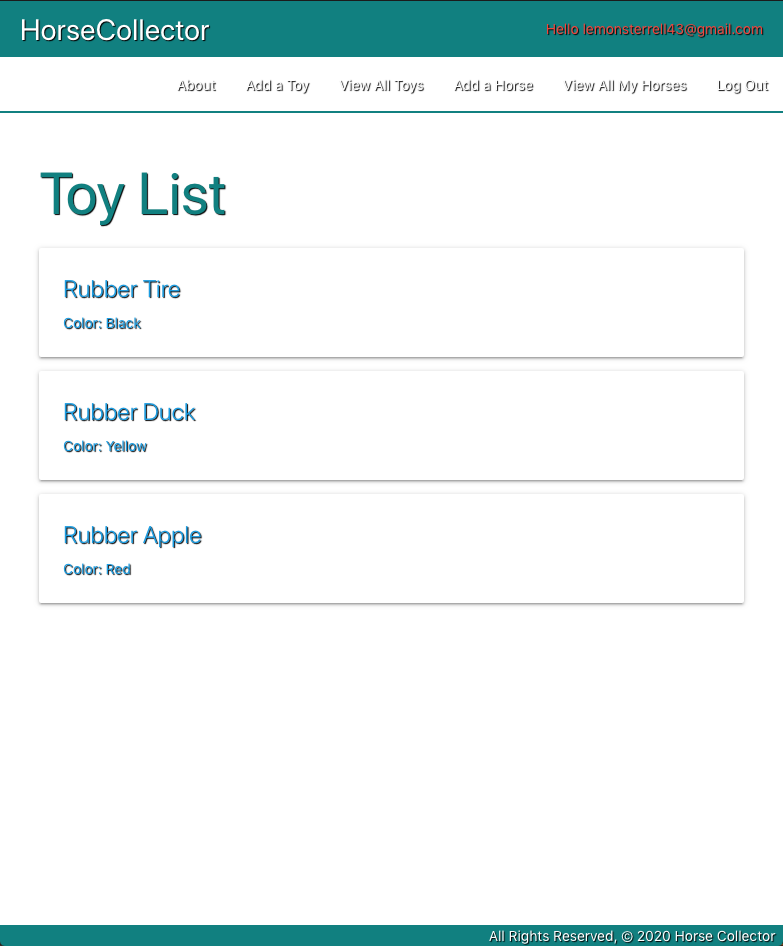 HorseCollector
Hello lemonsterrell43@gmail.com
About Add a Toy View All Toys Add a Horse View All My Horses Log Out
Toy List
Rubber Tire
Color: Black
Rubber Duck
Color: Yellow
Rubber Apple
Color: Red
All Rights Reserved, © 2020 Horse Collector